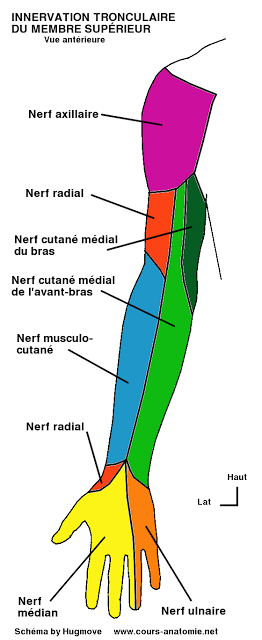 INNERVATION TRONCULAIRE
DU MEMBRE SUPÉRIEUR
Vue antérieure
Nerf axillaire
Nerf radial
Nerf cutané médial
du bras
Nerf cutané médial
de l'avant-bras
Nerf musculo-
cutané
Nerf radial
Haut
Lat
Nerf
médian
Nerf ulnaire
Schéma by Hugmove www.cours-anatomie.net